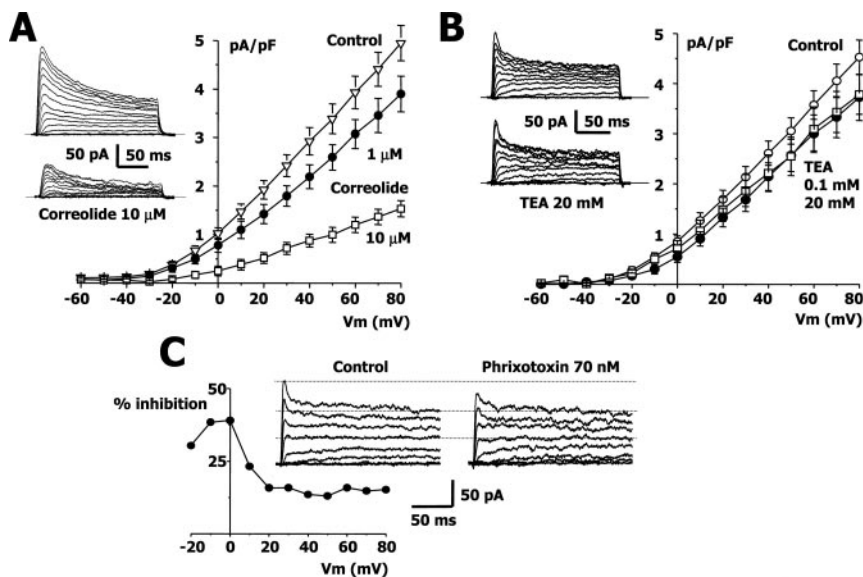 A
pA/pF
Control
5
4
3
2
1
50 pA
50 ms
1 µM
Correolide
10 µM
Correolide 10 µM
-60 -40 -20 0 20 40 60 80
Vm (mV)
B
pA/pF
Control
5
4
3
2
1
50 pA
50 ms
TEA
0.1 mM
20 mM
TEA 20 mM
-60 -40 -20 0 20 40 60 80
Vm (mV)
C
Control
Phrixotoxin 70 nM
% inhibition
50
25
50 pA
50 ms
-20 0 20 40 60 80
Vm (mV)